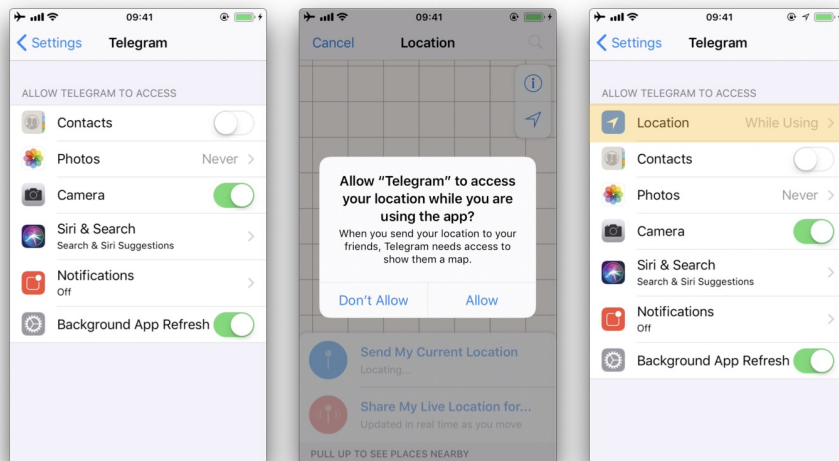 09:41
Settings Telegram
ALLOW TELEGRAM TO ACCESS
Contacts
Photos Never
Camera
Siri & Search
Search & Siri Suggestions
Notifications
Off
Background App Refresh
09:41
Cancel Location
Allow “Telegram” to access
your location while you are
using the app?
When you send your location to your
friends, Telegram needs access to
show them a map.
Don’t Allow Allow
Send My Current Location
Locating...
Share My Live Location for...
Updated in real time as you move
PULL UP TO SEE PLACES NEARBY
09:41
Settings Telegram
ALLOW TELEGRAM TO ACCESS
Location While Using
Contacts
Photos Never
Camera
Siri & Search
Search & Siri Suggestions
Notifications
Off
Background App Refresh